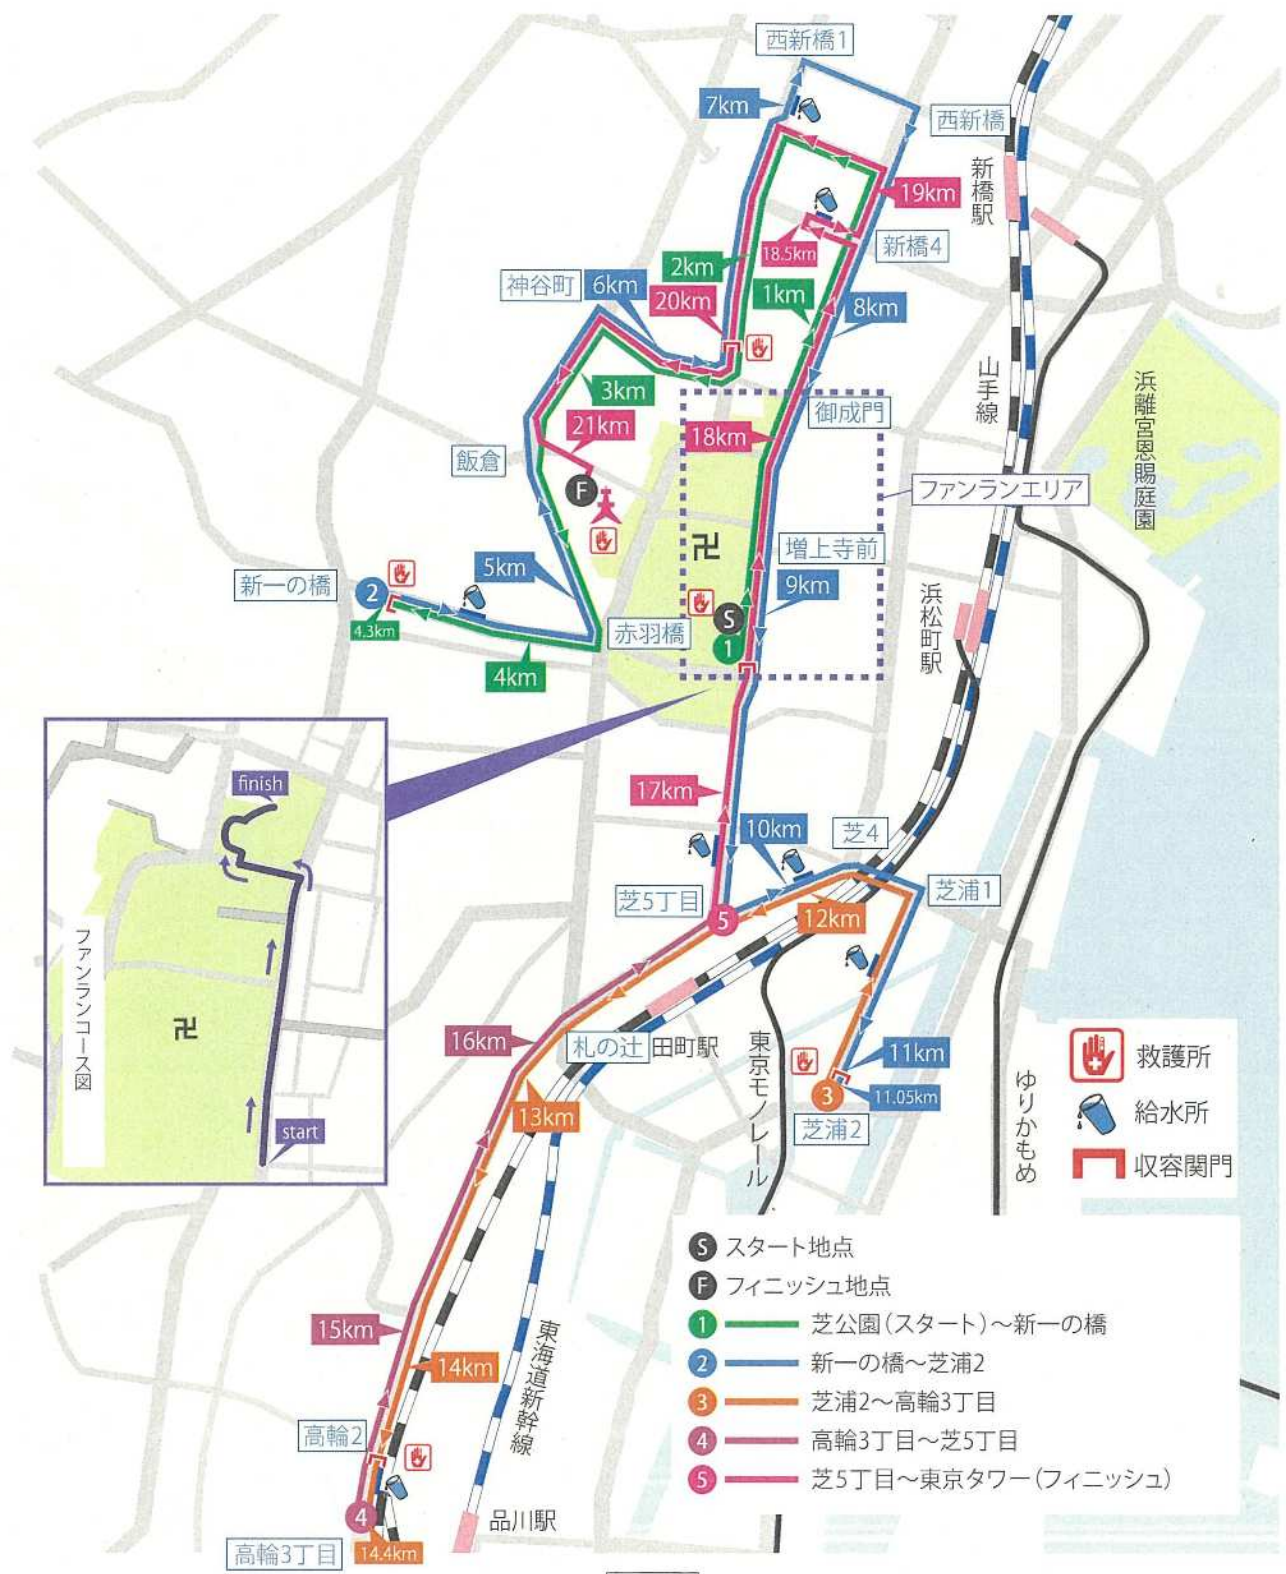 西新橋1
7km
西新橋
新橋駅
19km
新橋4
18.5km
2km
神谷町
6km
20km
1km
8km
山手線
浜離宮恩賜庭園
3km
御成門
21km
18km
飯倉
F
ファンランエリア
増上寺前
卍
5km
9km
新一の橋
2
浜松町駅
4.3km
S
赤羽橋
1
4km
finish
17km
10km
芝4
芝5丁目
5
芝浦1
12km
ファンランコース図
卍
start
16km
札の辻
田町駅
東京モノレール
11km
11.05km
3
芝浦2
13km
ゆりかもめ
救護所
給水所
収容関門
15km
14km
東海道新幹線
高輪2
4
品川駅
高輪3丁目
14.4km
S スタート地点
F フィニッシュ地点
1 芝公園(スタート)～新一の橋
2 新一の橋～芝浦2
3 芝浦2～高輪3丁目
4 高輪3丁目～芝5丁目
5 芝5丁目～東京タワー(フィニッシュ)